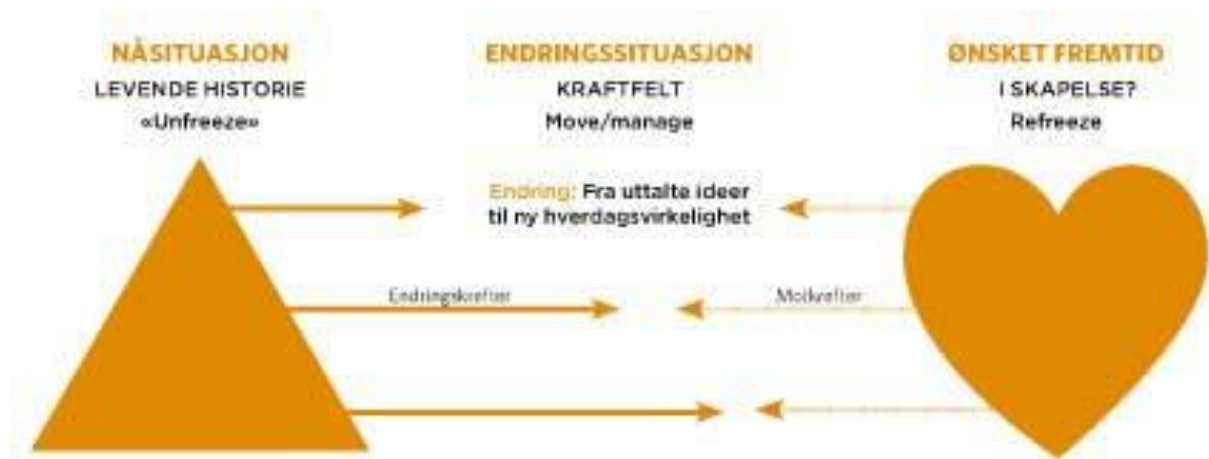 NÅSITUASJON
LEVENDE HISTORIE
«Unfreeze»
ENDRINGSSITUASJON
KRAFTFELT
Move/manage
ØNSKET FREMTID
I SKAPELSE?
Refreeze
Endring: Fra uttalte ideer
til ny hverdagsvirkelighet
Endringskrefter
Motkrefter